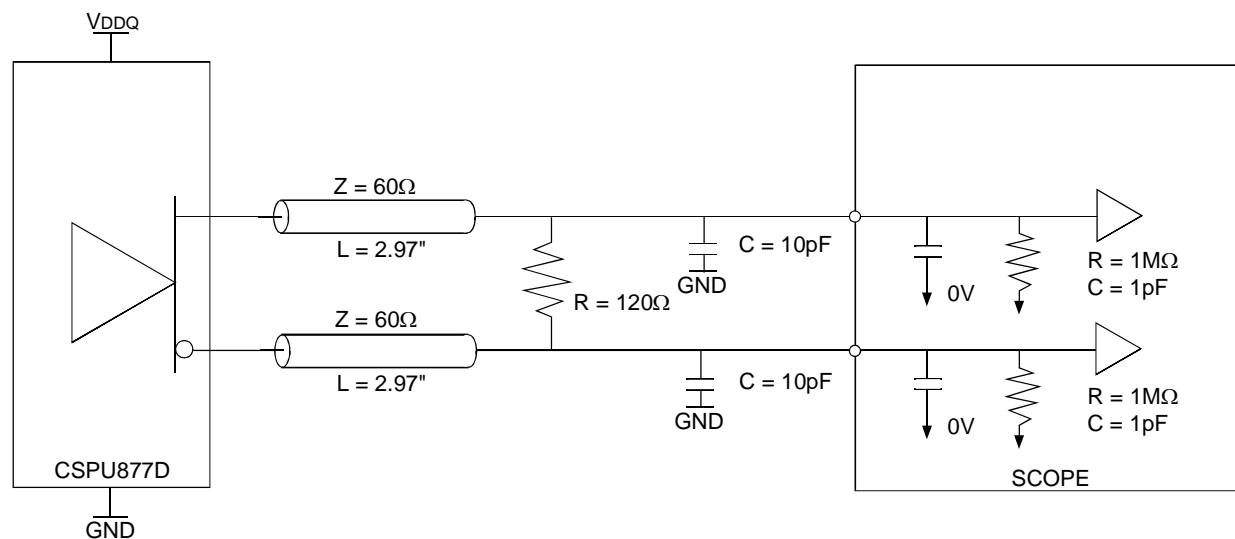 VDDQ
Z = 60Ω
L = 2.97"
C = 10pF
GND
R = 1MΩ
C = 1pF
0V
R = 120Ω
Z = 60Ω
L = 2.97"
C = 10pF
GND
0V
R = 1MΩ
C = 1pF
CSPU877D
SCOPE
GND